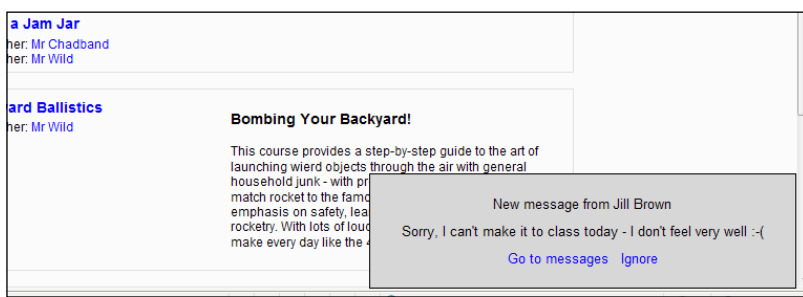 a Jam Jar
her: Mr Chadband
her: Mr Wild
ard Ballistics
her: Mr Wild
Bombing Your Backyard!
This course provides a step-by-step guide to the art of
launching wierd objects through the air with general
household junk - with pr
match rocket to the famo
emphasis on safety, lea
rocketry. With lots of loud
make every day like the 4
New message from Jill Brown
Sorry, I can't make it to class today - I don't feel very well :-(
Go to messages Ignore